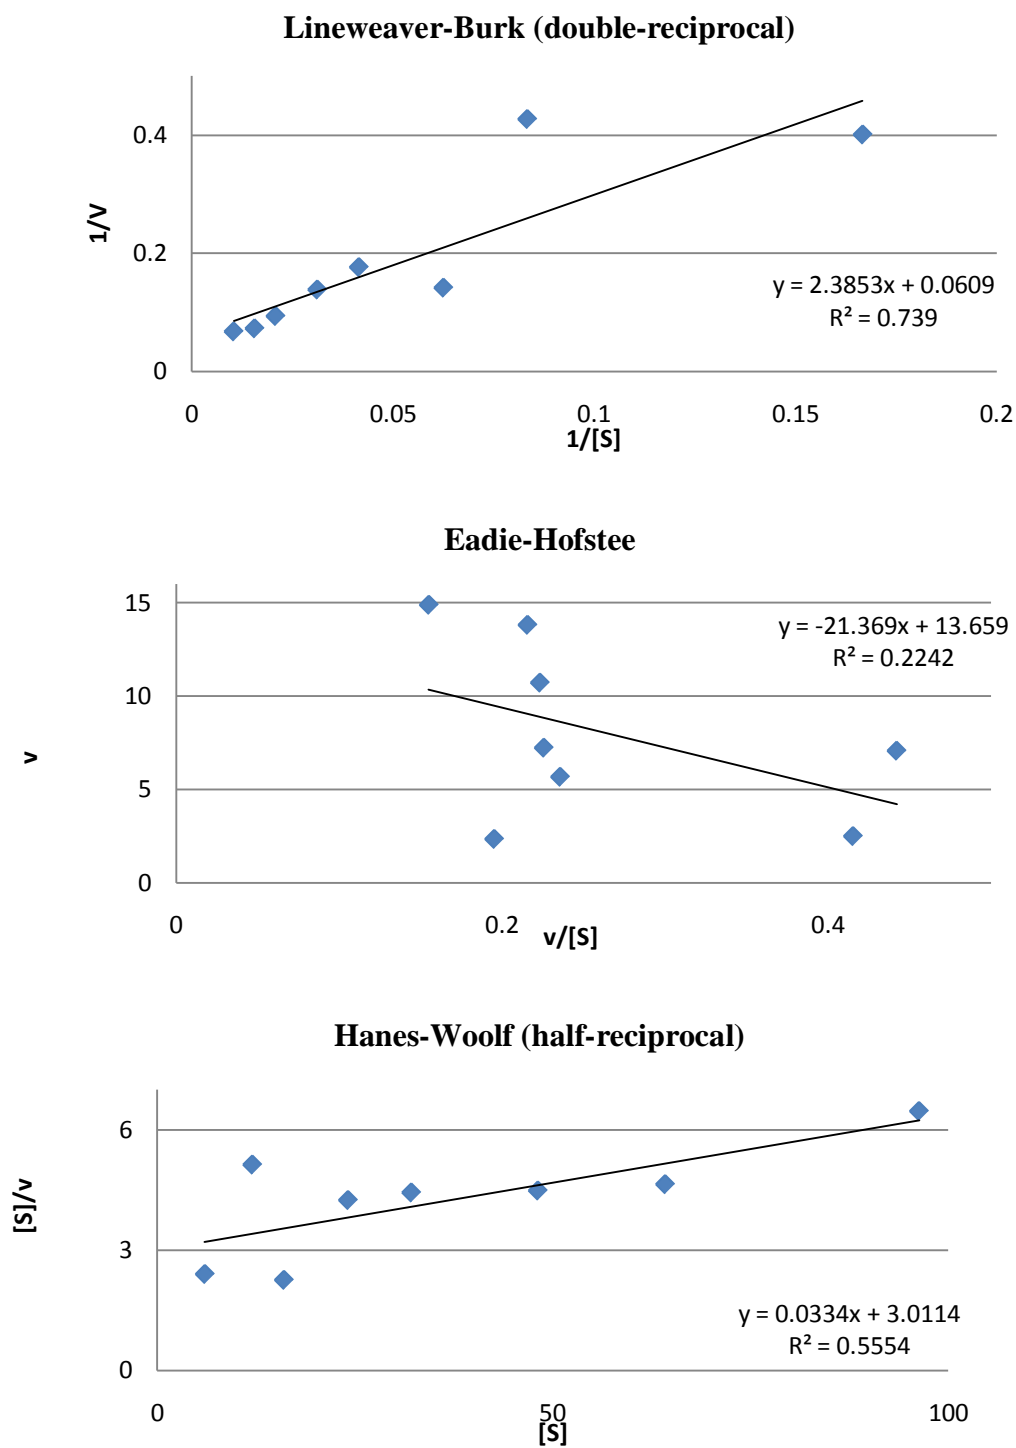 Lineweaver-Burk (double-reciprocal)
0.4
1/V
0.2
y = 2.3853x + 0.0609
R² = 0.739
0
0 0.05 0.1 0.15 0.2
1/[S]
Eadie-Hofstee
15
y = -21.369x + 13.659
R² = 0.2242
10
v
5
0
0 0.2 0.4
v/[S]
Hanes-Woolf (half-reciprocal)
6
[S]/v
3
y = 0.0334x + 3.0114
R² = 0.5554
0
0 50 100
[S]